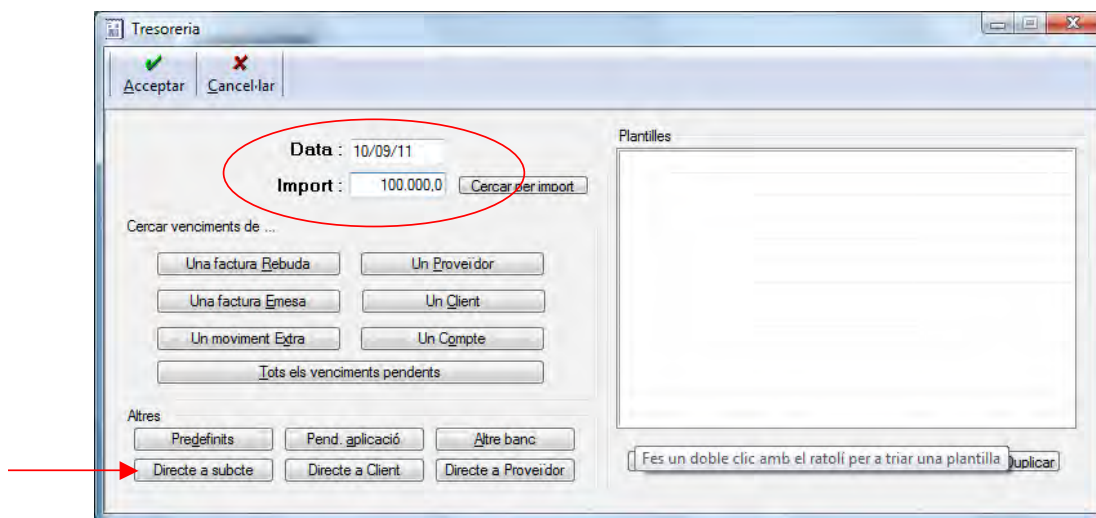 Tresoreria
Acceptar Cancel·lar
Data : 10/09/11
Import : 100.000,0 Cercar per import
Cercar venciments de ...
Una factura Rebuda Un Proveïdor
Una factura Emesa Un Client
Un moviment Extra Un Compte
Tots els venciments pendents
Altres
Predefinits Pend. aplicació Altre banc
Directe a subcte Directe a Client Directe a Proveïdor
Plantilles
Fes un doble clic amb el ratolí per a triar una plantilla